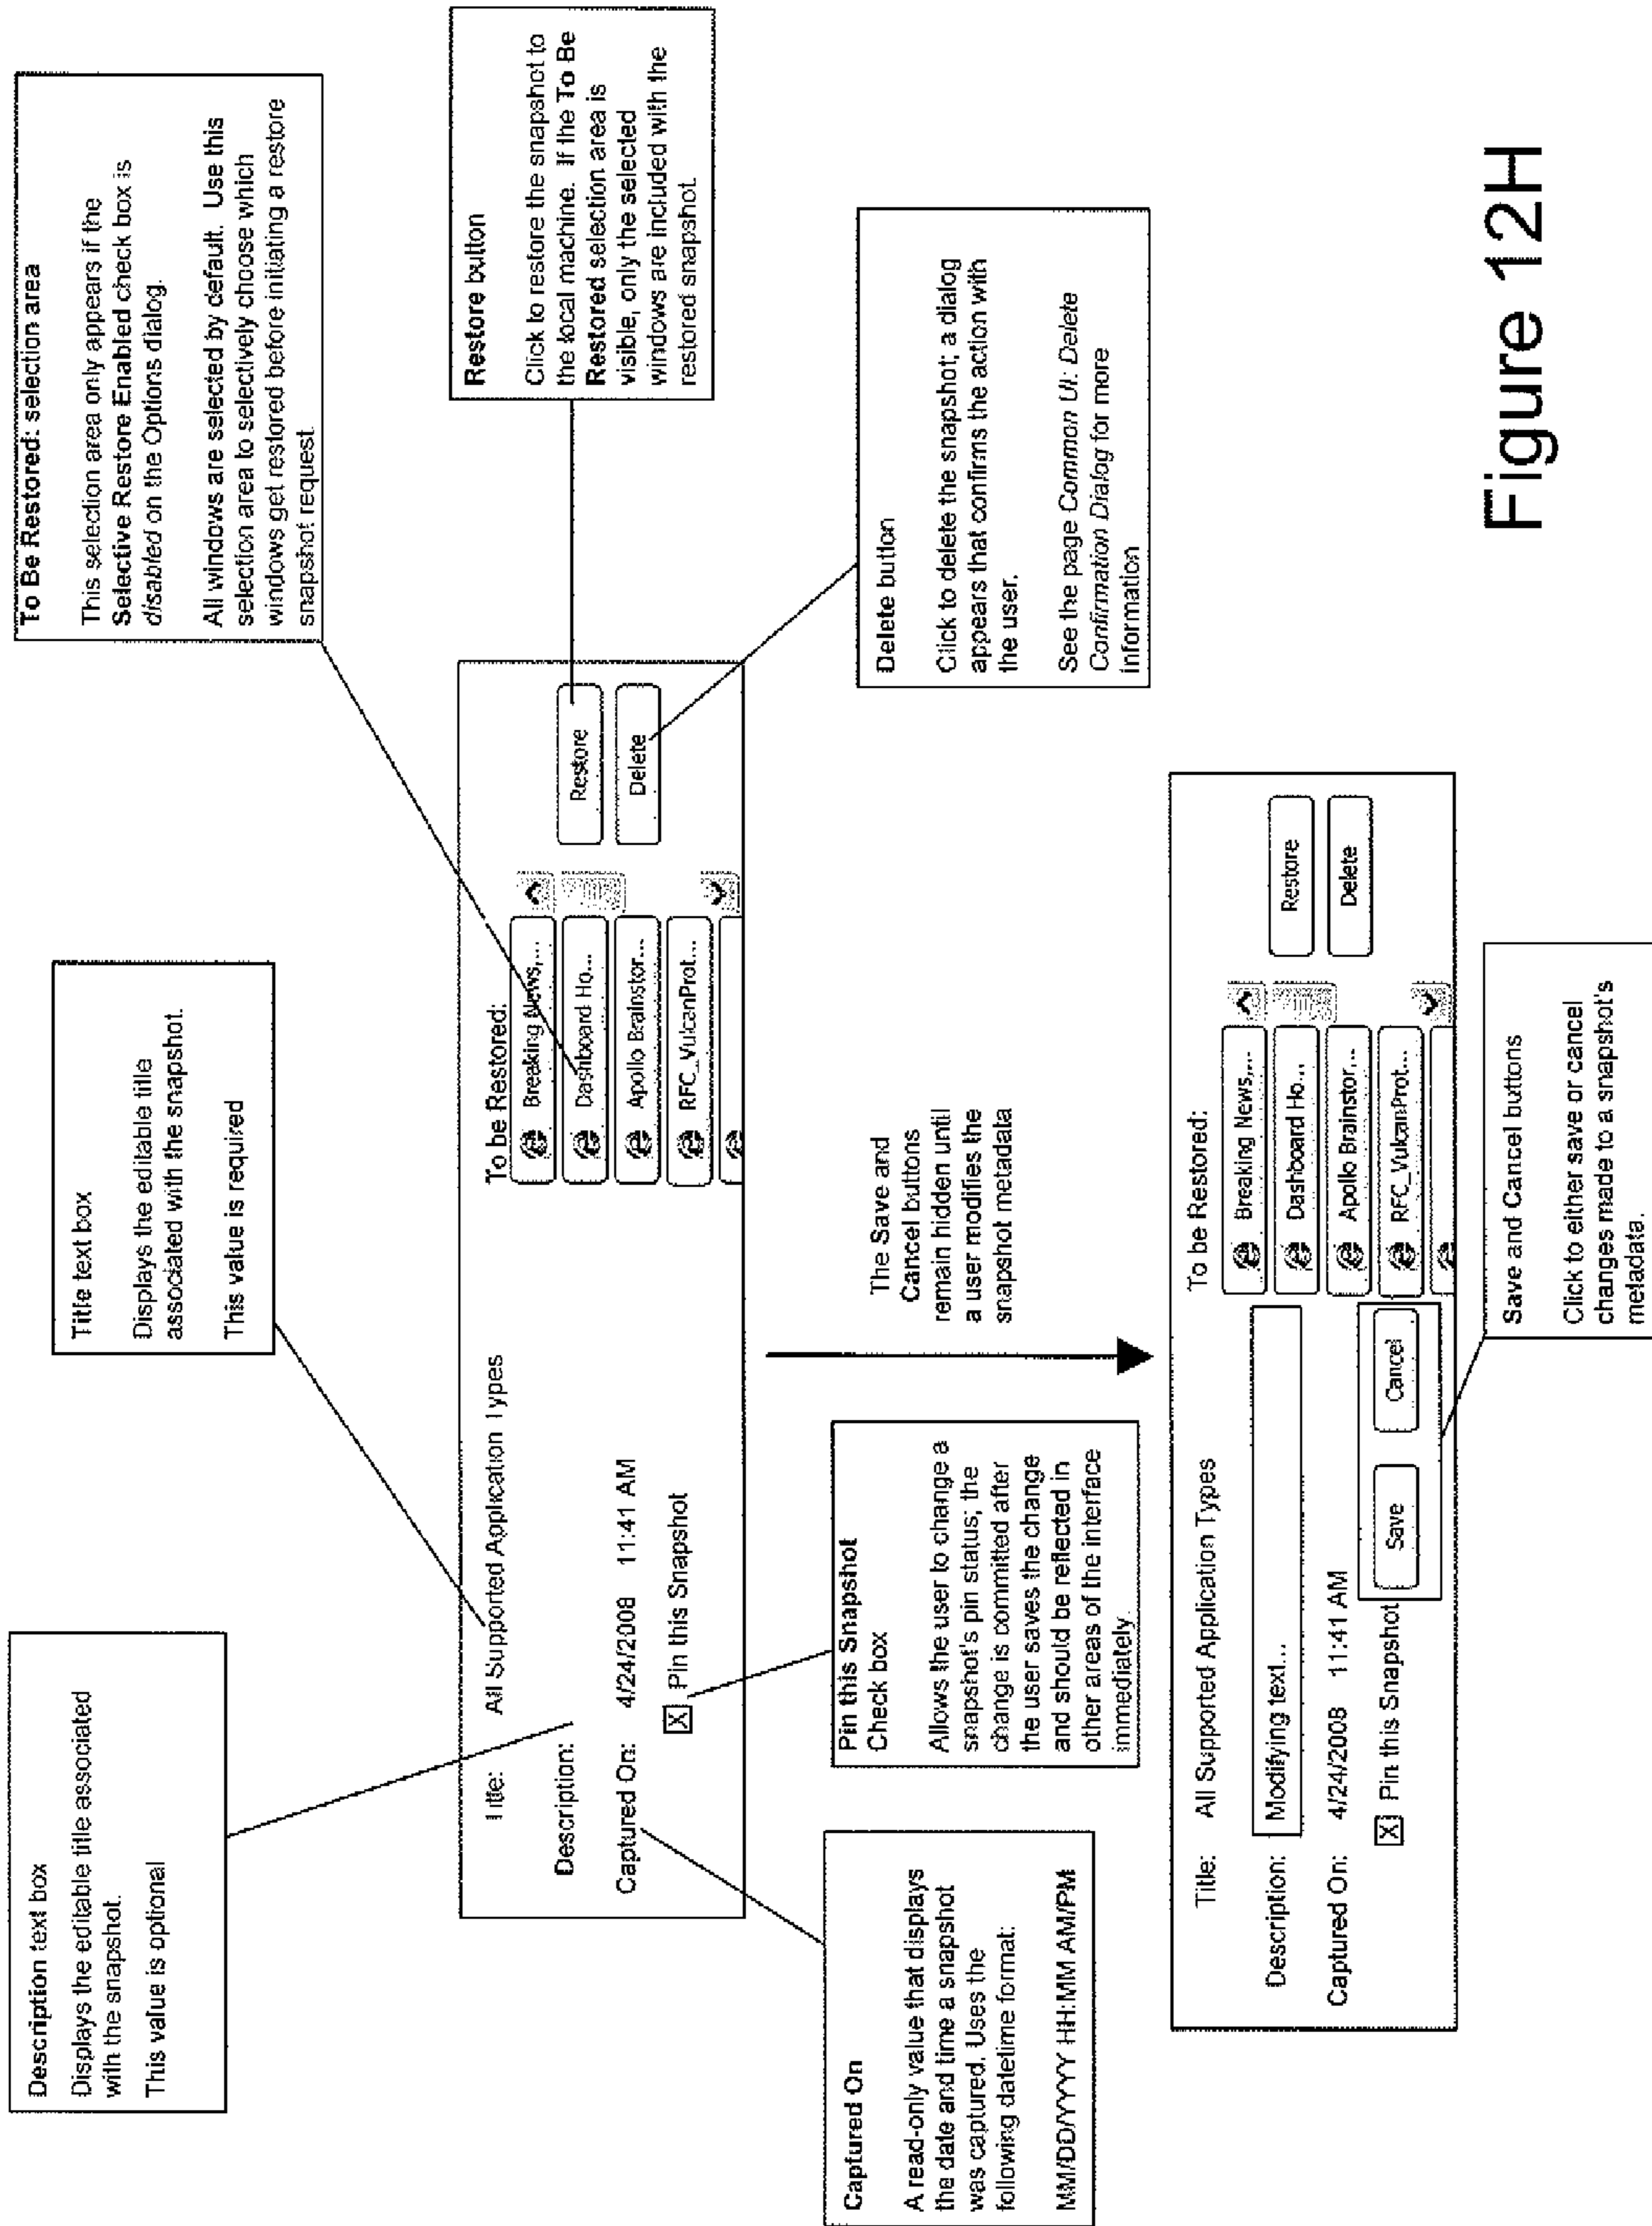 Description text box
Displays the editable title associated
with the snapshot.
This value is optional
Title text box
Displays the editable title
associated with the snapshot.
This value is required
To Be Restored: selection area
This selection area only appears if the
Selective Restore Enabled check box is
disabled on the Options dialog.
All windows are selected by default. Use this
selection area to selectively choose which
windows get restored before initiating a restore
snapshot request.
Title: All Supported Application Types
Description:
Captured On: 4/24/2008 11:41 AM
X Pin this Snapshot
To be Restored:
Breaking News,...
Dashboard Ho...
Apollo Brainstor...
RFC_VulcanProt...
Restore
Delete
Restore button
Click to restore the snapshot to
the local machine. If the To Be
Restored selection area is
visible, only the selected
windows are included with the
restored snapshot.
Captured On
A read-only value that displays
the date and time a snapshot
was captured. Uses the
following datetime format:
MM/DD/YYYY HH:MM AM/PM
Pin this Snapshot
Check box
Allows the user to change a
snapshot's pin status; the
change is committed after
the user saves the change
and should be reflected in
other areas of the interface
immediately.
The Save and
Cancel buttons
remain hidden until
a user modifies the
snapshot metadata
Delete button
Click to delete the snapshot; a dialog
appears that confirms the action with
the user.
See the page Common UI: Delete
Confirmation Dialog for more
information
Title: All Supported Application Types
Description: Modifying text...
Captured On: 4/24/2008 11:41 AM
X Pin this Snapshot
Save
Cancel
To be Restored:
Breaking News,...
Dashboard Ho...
Apollo Brainstor...
RFC_VulcanProt...
Restore
Delete
Save and Cancel buttons
Click to either save or cancel
changes made to a snapshot's
metadata.
Figure 12H